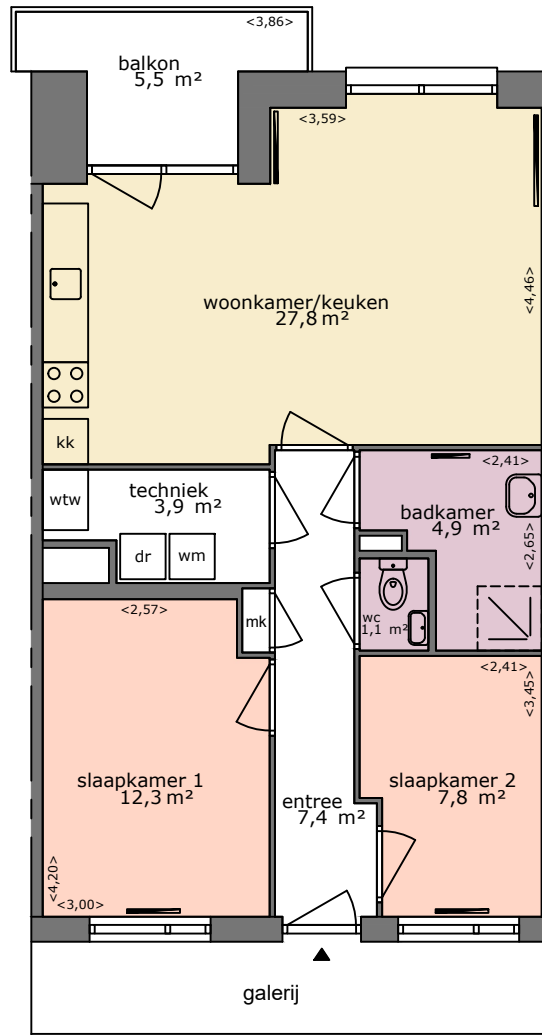 <3,86>
balkon
5,5 m²
<3,59>
<4,46>
woonkamer/keuken
27,8 m²
kk
wtw
techniek
3,9 m²
dr
wm
<2,41>
badkamer
4,9 m²
<2,65>
wc
1,1 m²
mk
<2,57>
<2,41>
<3,45>
slaapkamer 1
12,3 m²
slaapkamer 2
7,8 m²
entree
7,4 m²
<4,20>
<3,00>
galerij